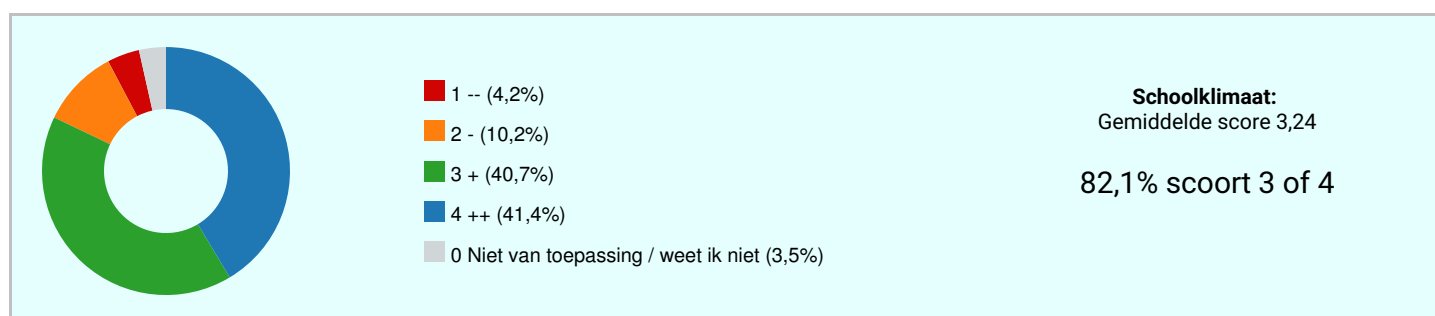 1 -- (4,2%)
2 - (10,2%)
3 + (40,7%)
4 ++ (41,4%)
0 Niet van toepassing / weet ik niet (3,5%)
Schoolklimaat:
Gemiddelde score 3,24
82,1% scoort 3 of 4